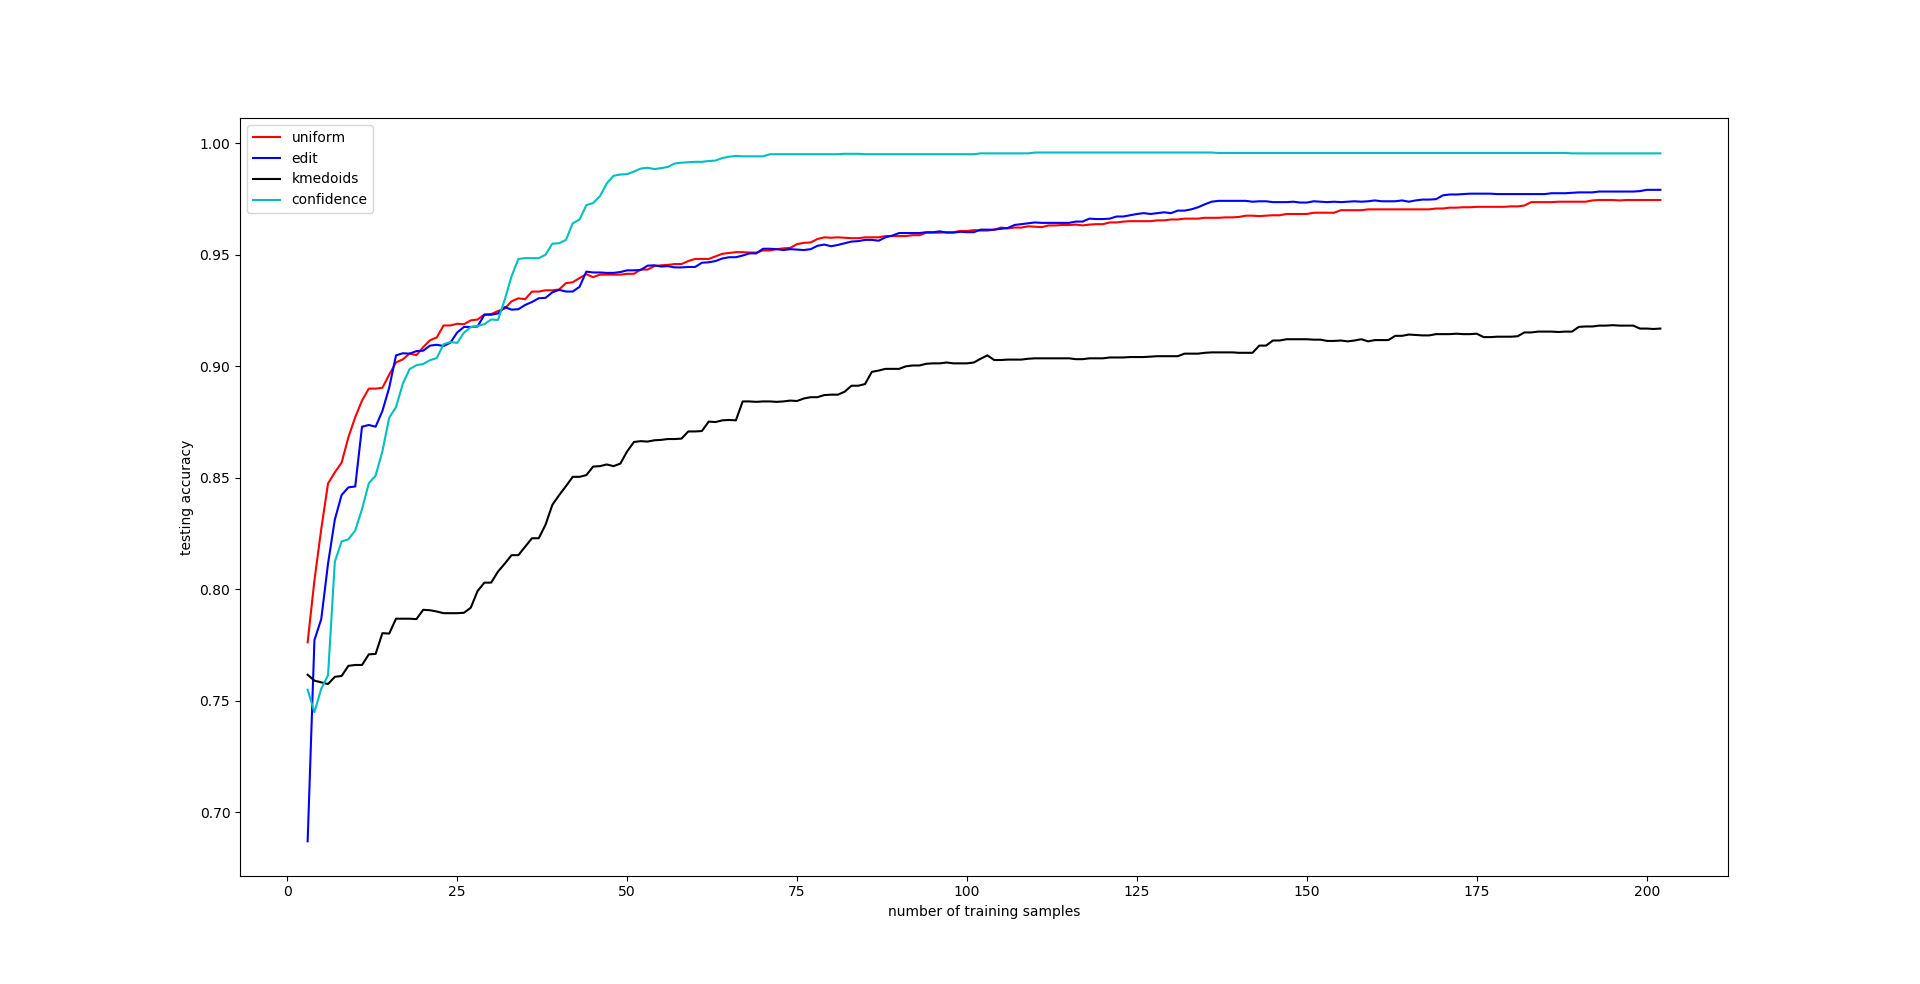 uniform
edit
kmedoids
confidence
1.00
0.95
0.90
0.85
0.80
0.75
0.70
testing accuracy
0 25 50 75 100 125 150 175 200
number of training samples